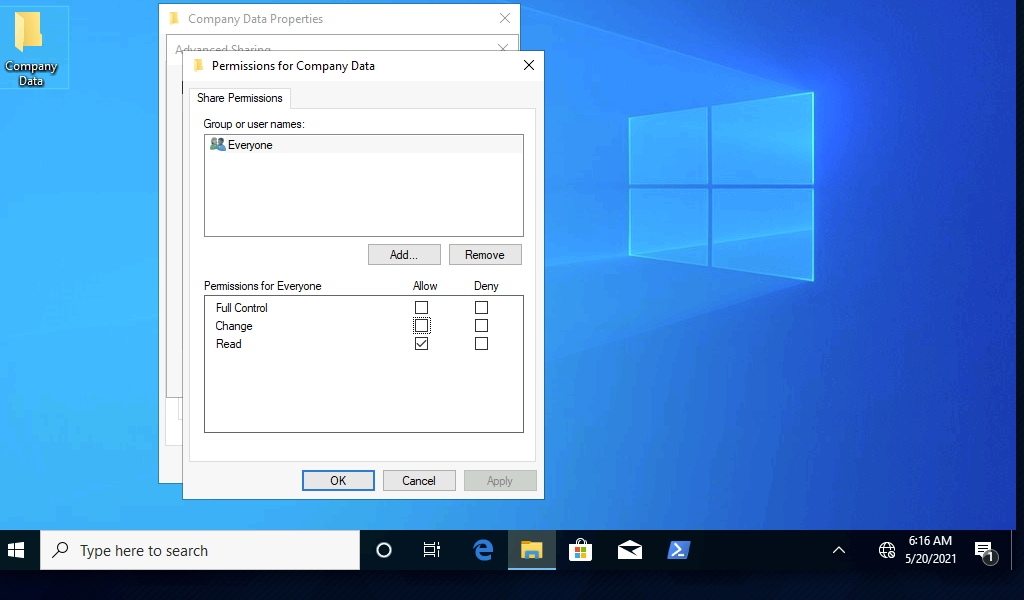 Company Data Properties
Advanced Sharing
Permissions for Company Data
Company
Data
Share Permissions
Group or user names:
Everyone
Add...
Remove
Permissions for Everyone
Allow
Deny
Full Control
Change
Read
OK
Cancel
Apply
Type here to search
6:16 AM
5/20/2021
1